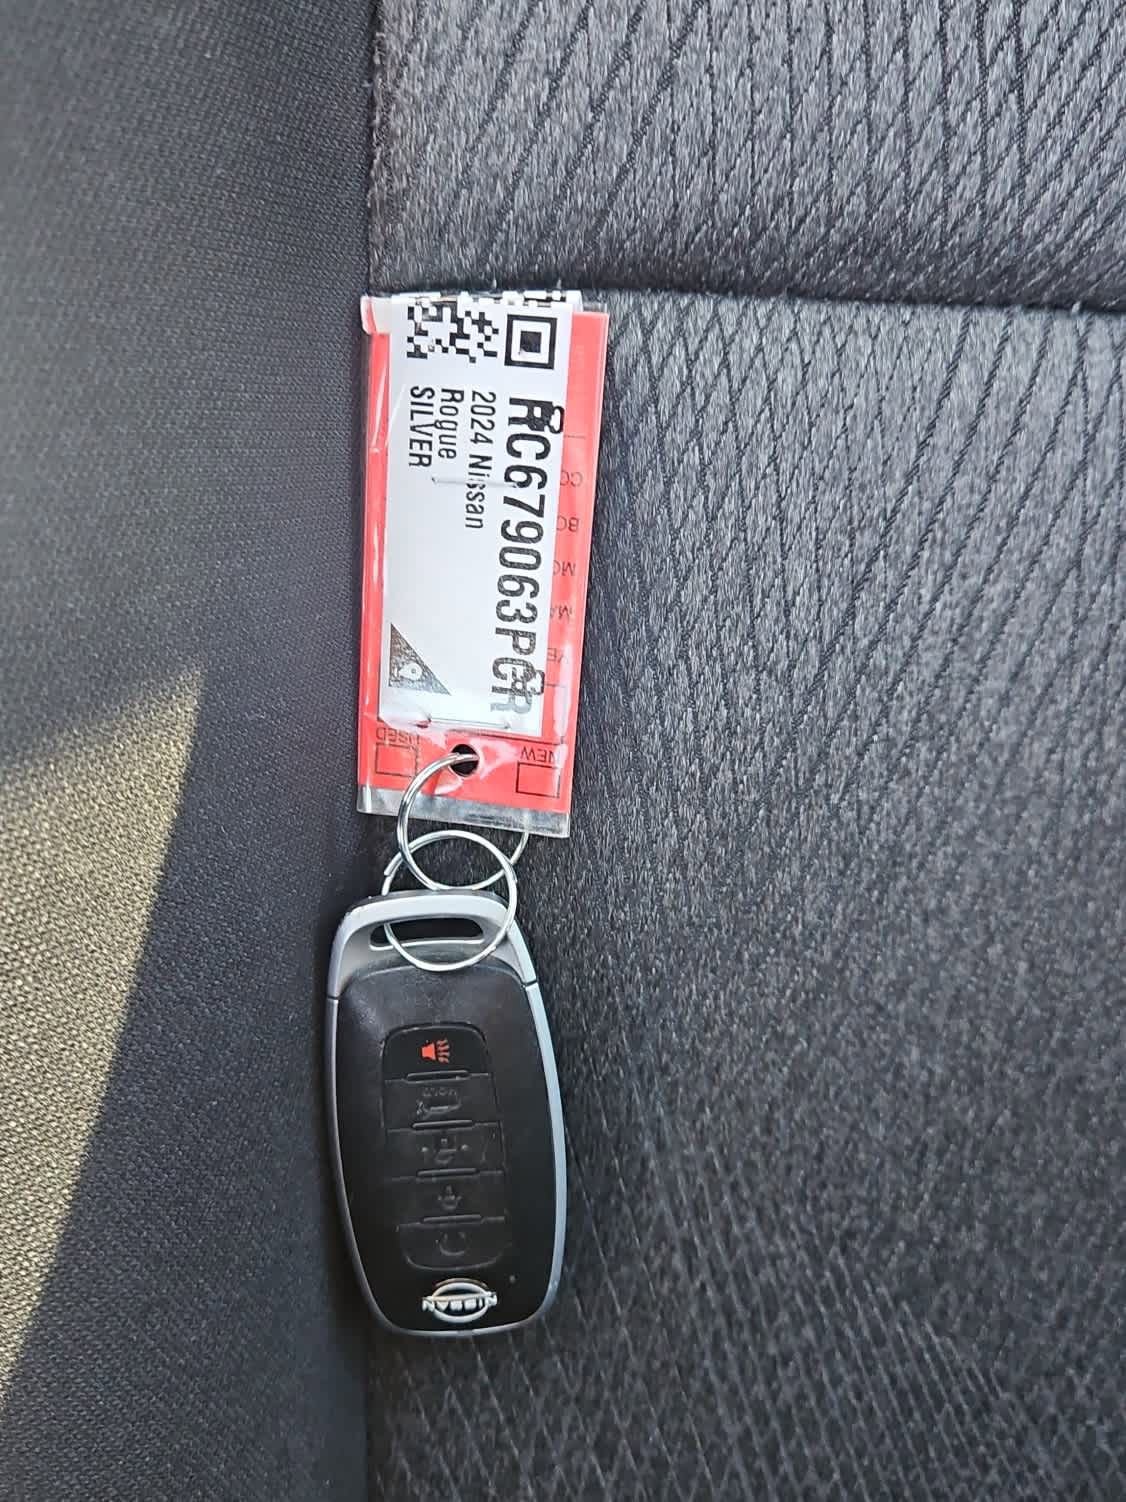 RC679063PGR
2024 Nissan
Rogue
SILVER
USED
NEW
NISSAN